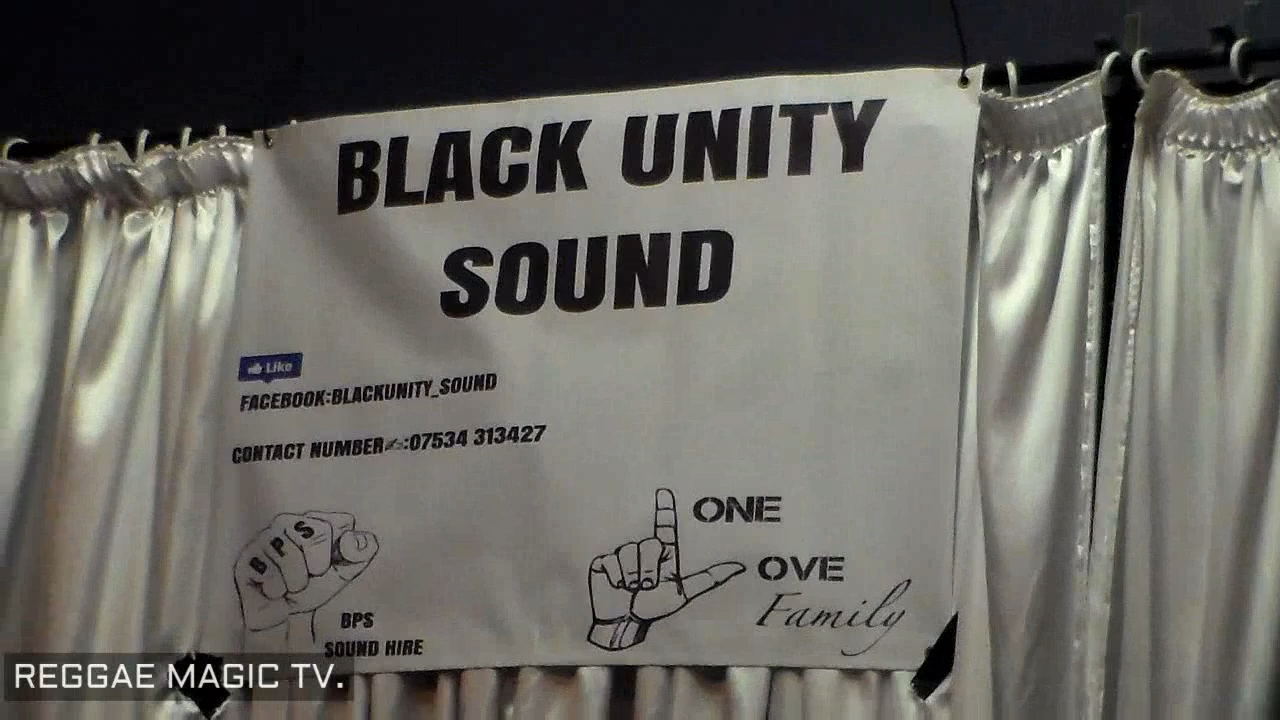 BLACK UNITY
SOUND
Like
FACEBOOK:BLACKUNITY_SOUND
CONTACT NUMBER✍:07534 313427
BPS
ONE
OVE
Family
BPS
SOUND HIRE
REGGAE MAGIC TV.